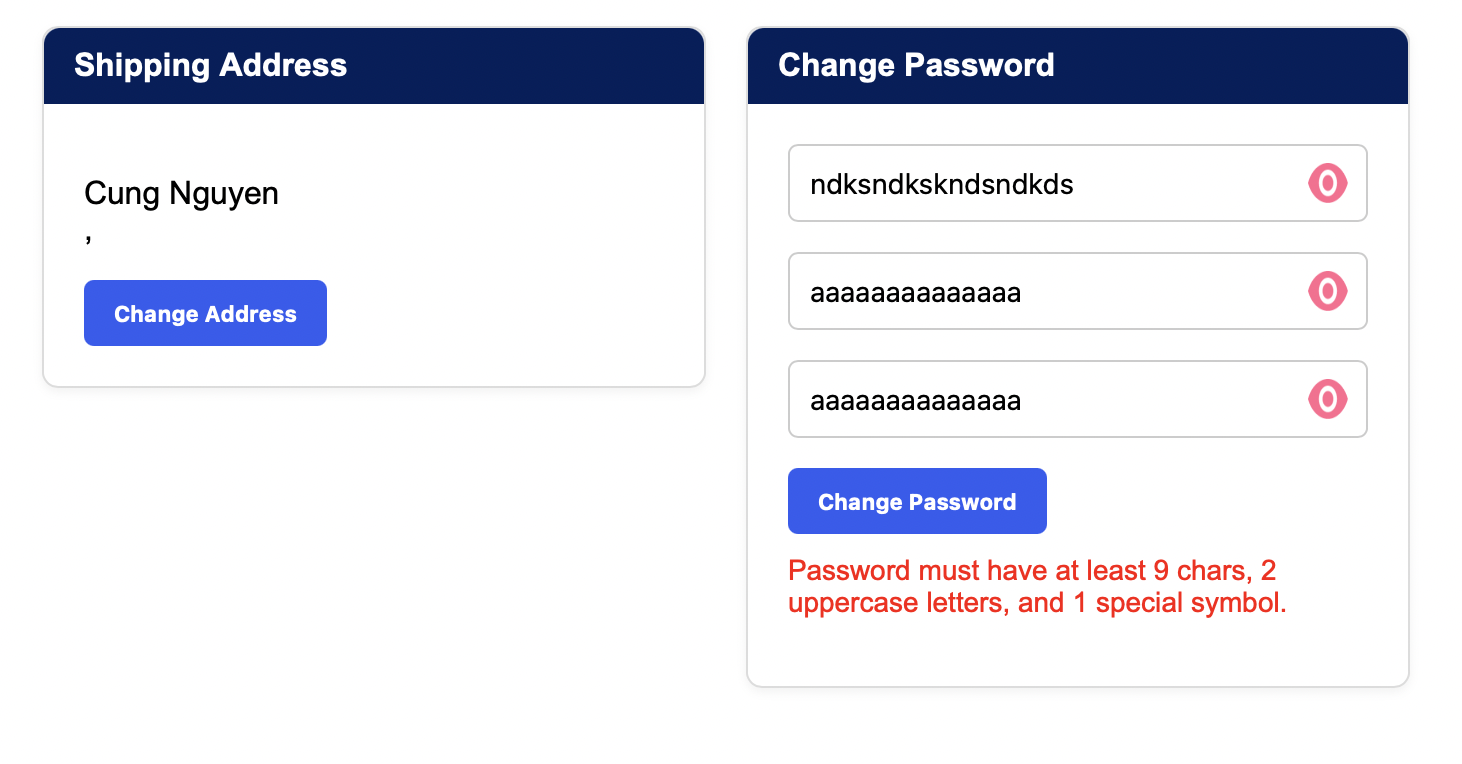 Shipping Address
Cung Nguyen
,
Change Address
Change Password
ndksndkskndsndkds
aaaaaaaaaaaaaa
aaaaaaaaaaaaaa
Change Password
Password must have at least 9 chars, 2
uppercase letters, and 1 special symbol.